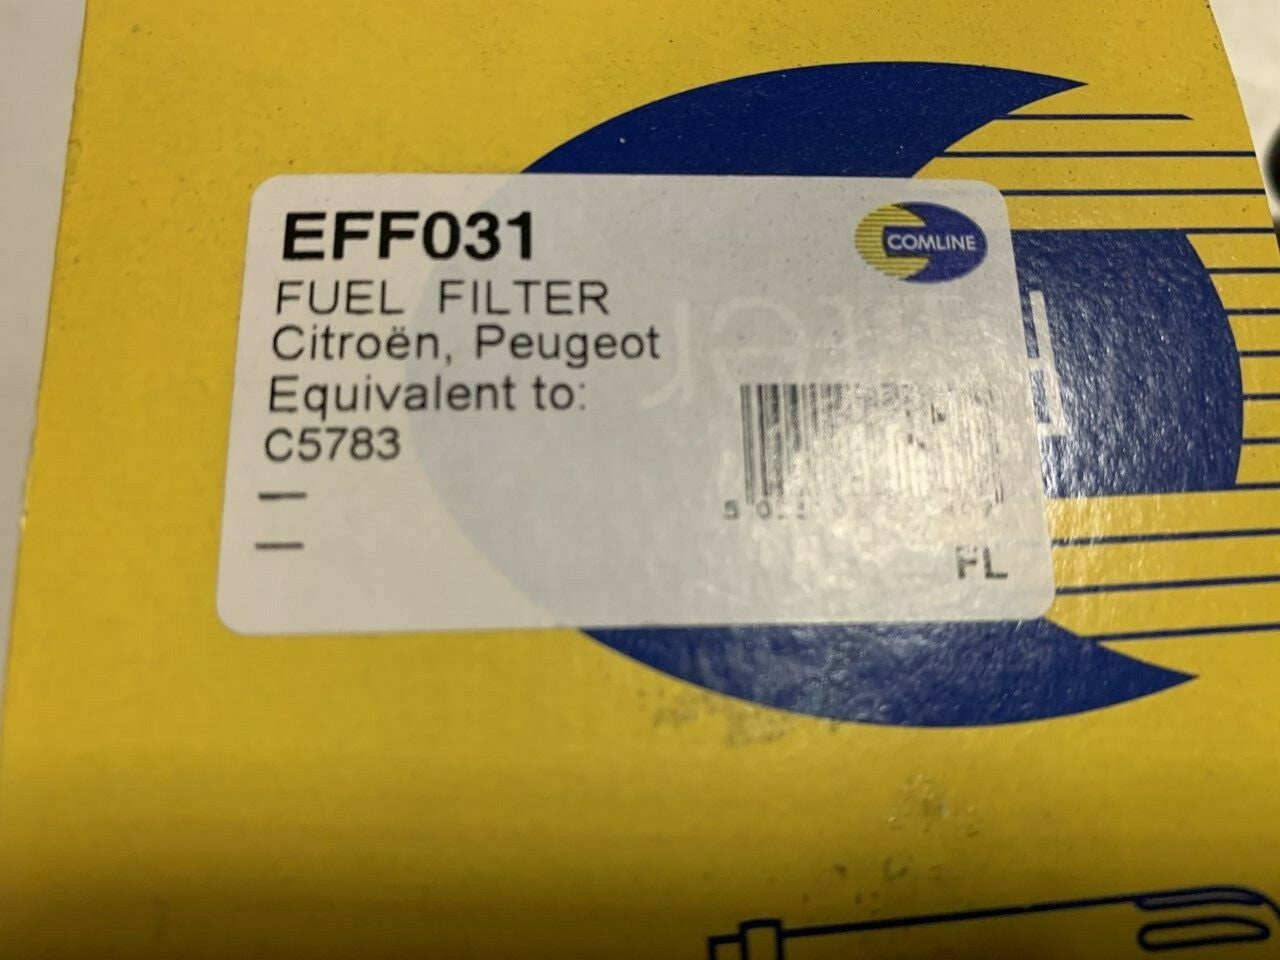 EFF031
COMLINE
FUEL FILTER
Citroën, Peugeot
Equivalent to:
C5783
FL